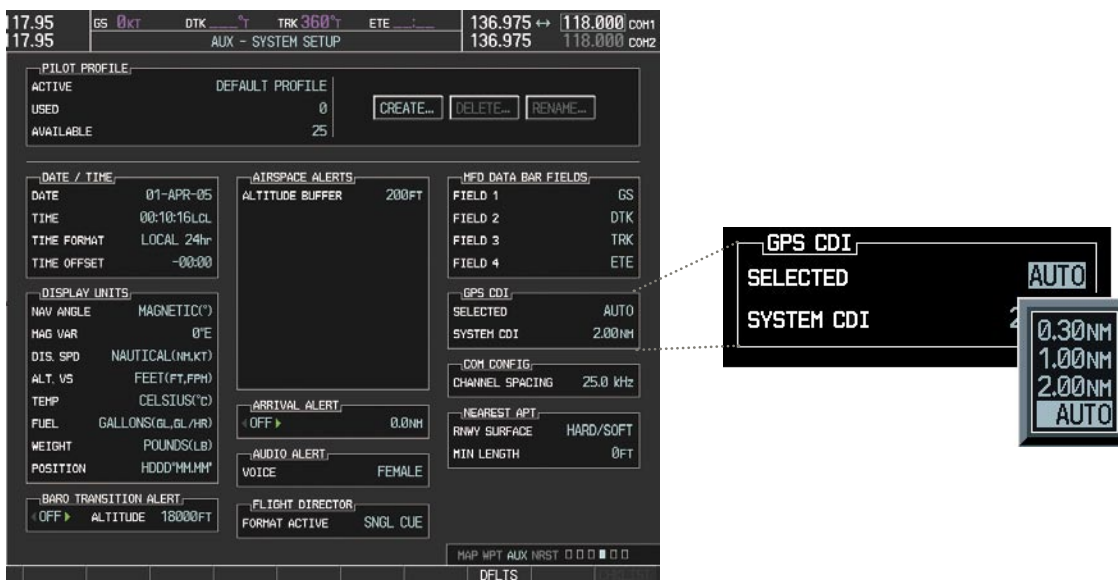 117.95 GS 0KT DTK ___°T TRK 360°T ETE __:__ 136.975 ↔ 118.000 COM1
117.95 AUX - SYSTEM SETUP 136.975 118.000 COM2
PILOT PROFILE
ACTIVE DEFAULT PROFILE
USED 0
AVAILABLE 25
CREATE… DELETE… RENAME…
DATE / TIME
DATE 01-APR-05
TIME 00:10:16LCL
TIME FORMAT LOCAL 24hr
TIME OFFSET -00:00
DISPLAY UNITS
NAV ANGLE MAGNETIC(°)
MAG VAR 0°E
DIS. SPD NAUTICAL(NM,KT)
ALT. VS FEET(FT,FPM)
TEMP CELSIUS(°C)
FUEL GALLONS(GL,GL/HR)
WEIGHT POUNDS(LB)
POSITION HDDD°MM.MM'
BARO TRANSITION ALERT
OFF ALTITUDE 18000FT
AIRSPACE ALERTS
ALTITUDE BUFFER 200FT
ARRIVAL ALERT
OFF 0.0NM
AUDIO ALERT
VOICE FEMALE
FLIGHT DIRECTOR
FORMAT ACTIVE SNGL CUE
MFD DATA BAR FIELDS
FIELD 1 GS
FIELD 2 DTK
FIELD 3 TRK
FIELD 4 ETE
GPS CDI
SELECTED AUTO
SYSTEM CDI 2.00NM
COM CONFIG
CHANNEL SPACING 25.0 kHz
NEAREST APT
RNWY SURFACE HARD/SOFT
MIN LENGTH 0FT
MAP WPT AUX NRST
DFLTS
GPS CDI
SELECTED AUTO
SYSTEM CDI 2
0.30NM
1.00NM
2.00NM
AUTO